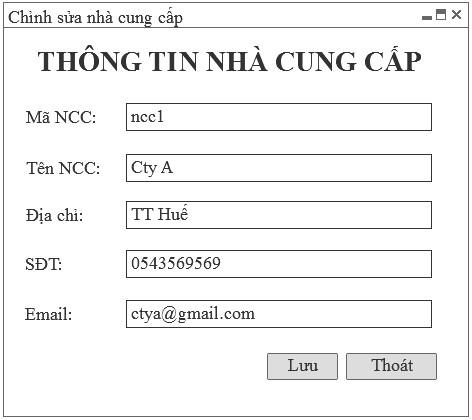 Chỉnh sửa nhà cung cấp
THÔNG TIN NHÀ CUNG CẤP
Mã NCC: ncc1
Tên NCC: Cty A
Địa chỉ: TT Huế
SĐT: 0543569569
Email: ctya@gmail.com
Lưu Thoát